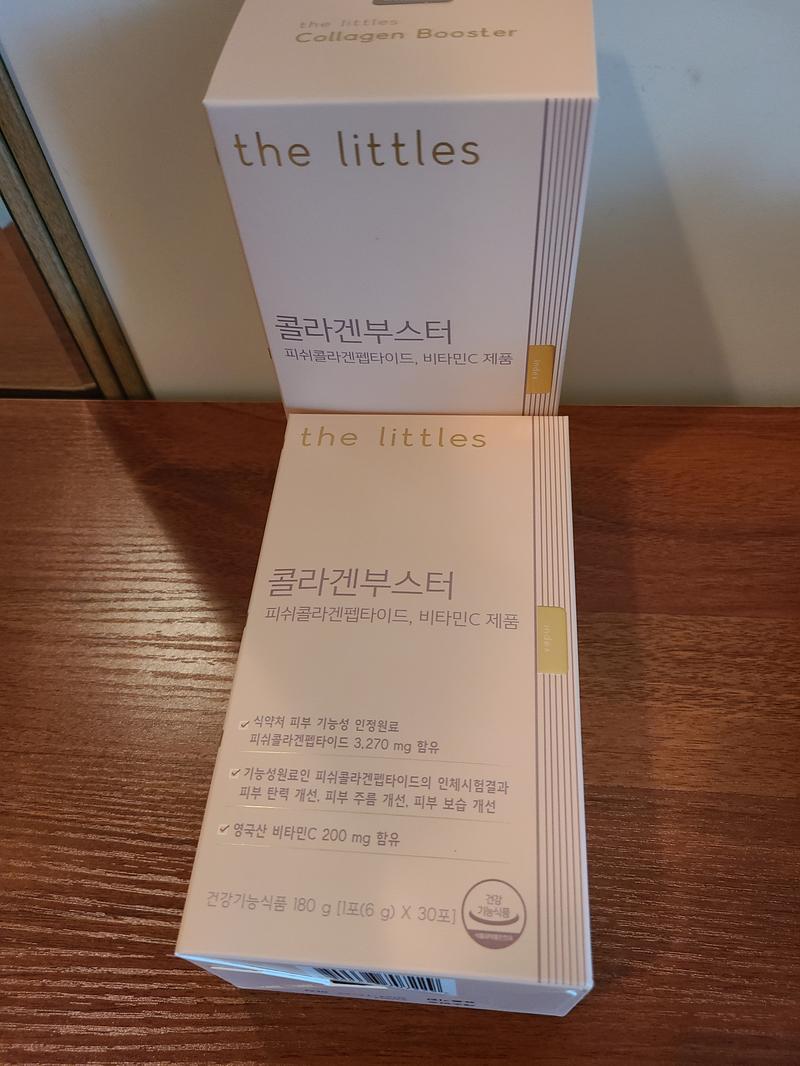 the littles
Collagen Booster
the littles
콜라겐부스터
피쉬콜라겐펩타이드, 비타민C 제품
the littles
콜라겐부스터
피쉬콜라겐펩타이드, 비타민C 제품
식약처 피부 기능성 인정원료
피쉬콜라겐펩타이드 3,270 mg 함유
기능성원료인 피쉬콜라겐펩타이드의 인체시험결과
피부 탄력 개선, 피부 주름 개선, 피부 보습 개선
영국산 비타민C 200 mg 함유
건강기능식품 180 g [1포(6 g) X 30포]
건강
기능식품